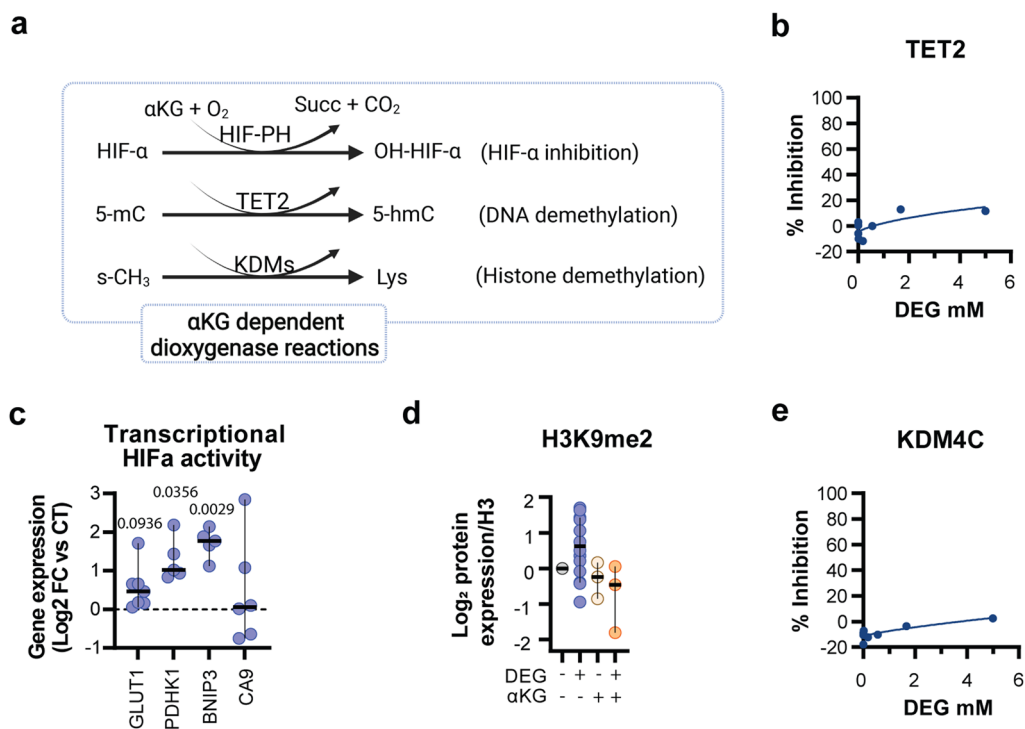 a
αKG + O₂
Succ + CO₂
HIF-PH
HIF-α
OH-HIF-α
(HIF-α inhibition)
TET2
5-mC
5-hmC
(DNA demethylation)
KDMs
s-CH₃
Lys
(Histone demethylation)
αKG dependent
dioxygenase reactions
b
TET2
% Inhibition
100
80
60
40
20
0
-20
0
2
4
6
DEG mM
c
Transcriptional
HIFa activity
Gene expression
(Log2 FC vs CT)
3
2
1
0
-1
0.0936
0.0356
0.0029
GLUT1
PDHK1
BNIP3
CA9
d
H3K9me2
Log₂ protein
expression/H3
2
1
0
-1
-2
DEG - + - +
αKG - - + +
e
KDM4C
% Inhibition
100
80
60
40
20
0
-20
0
2
4
6
DEG mM